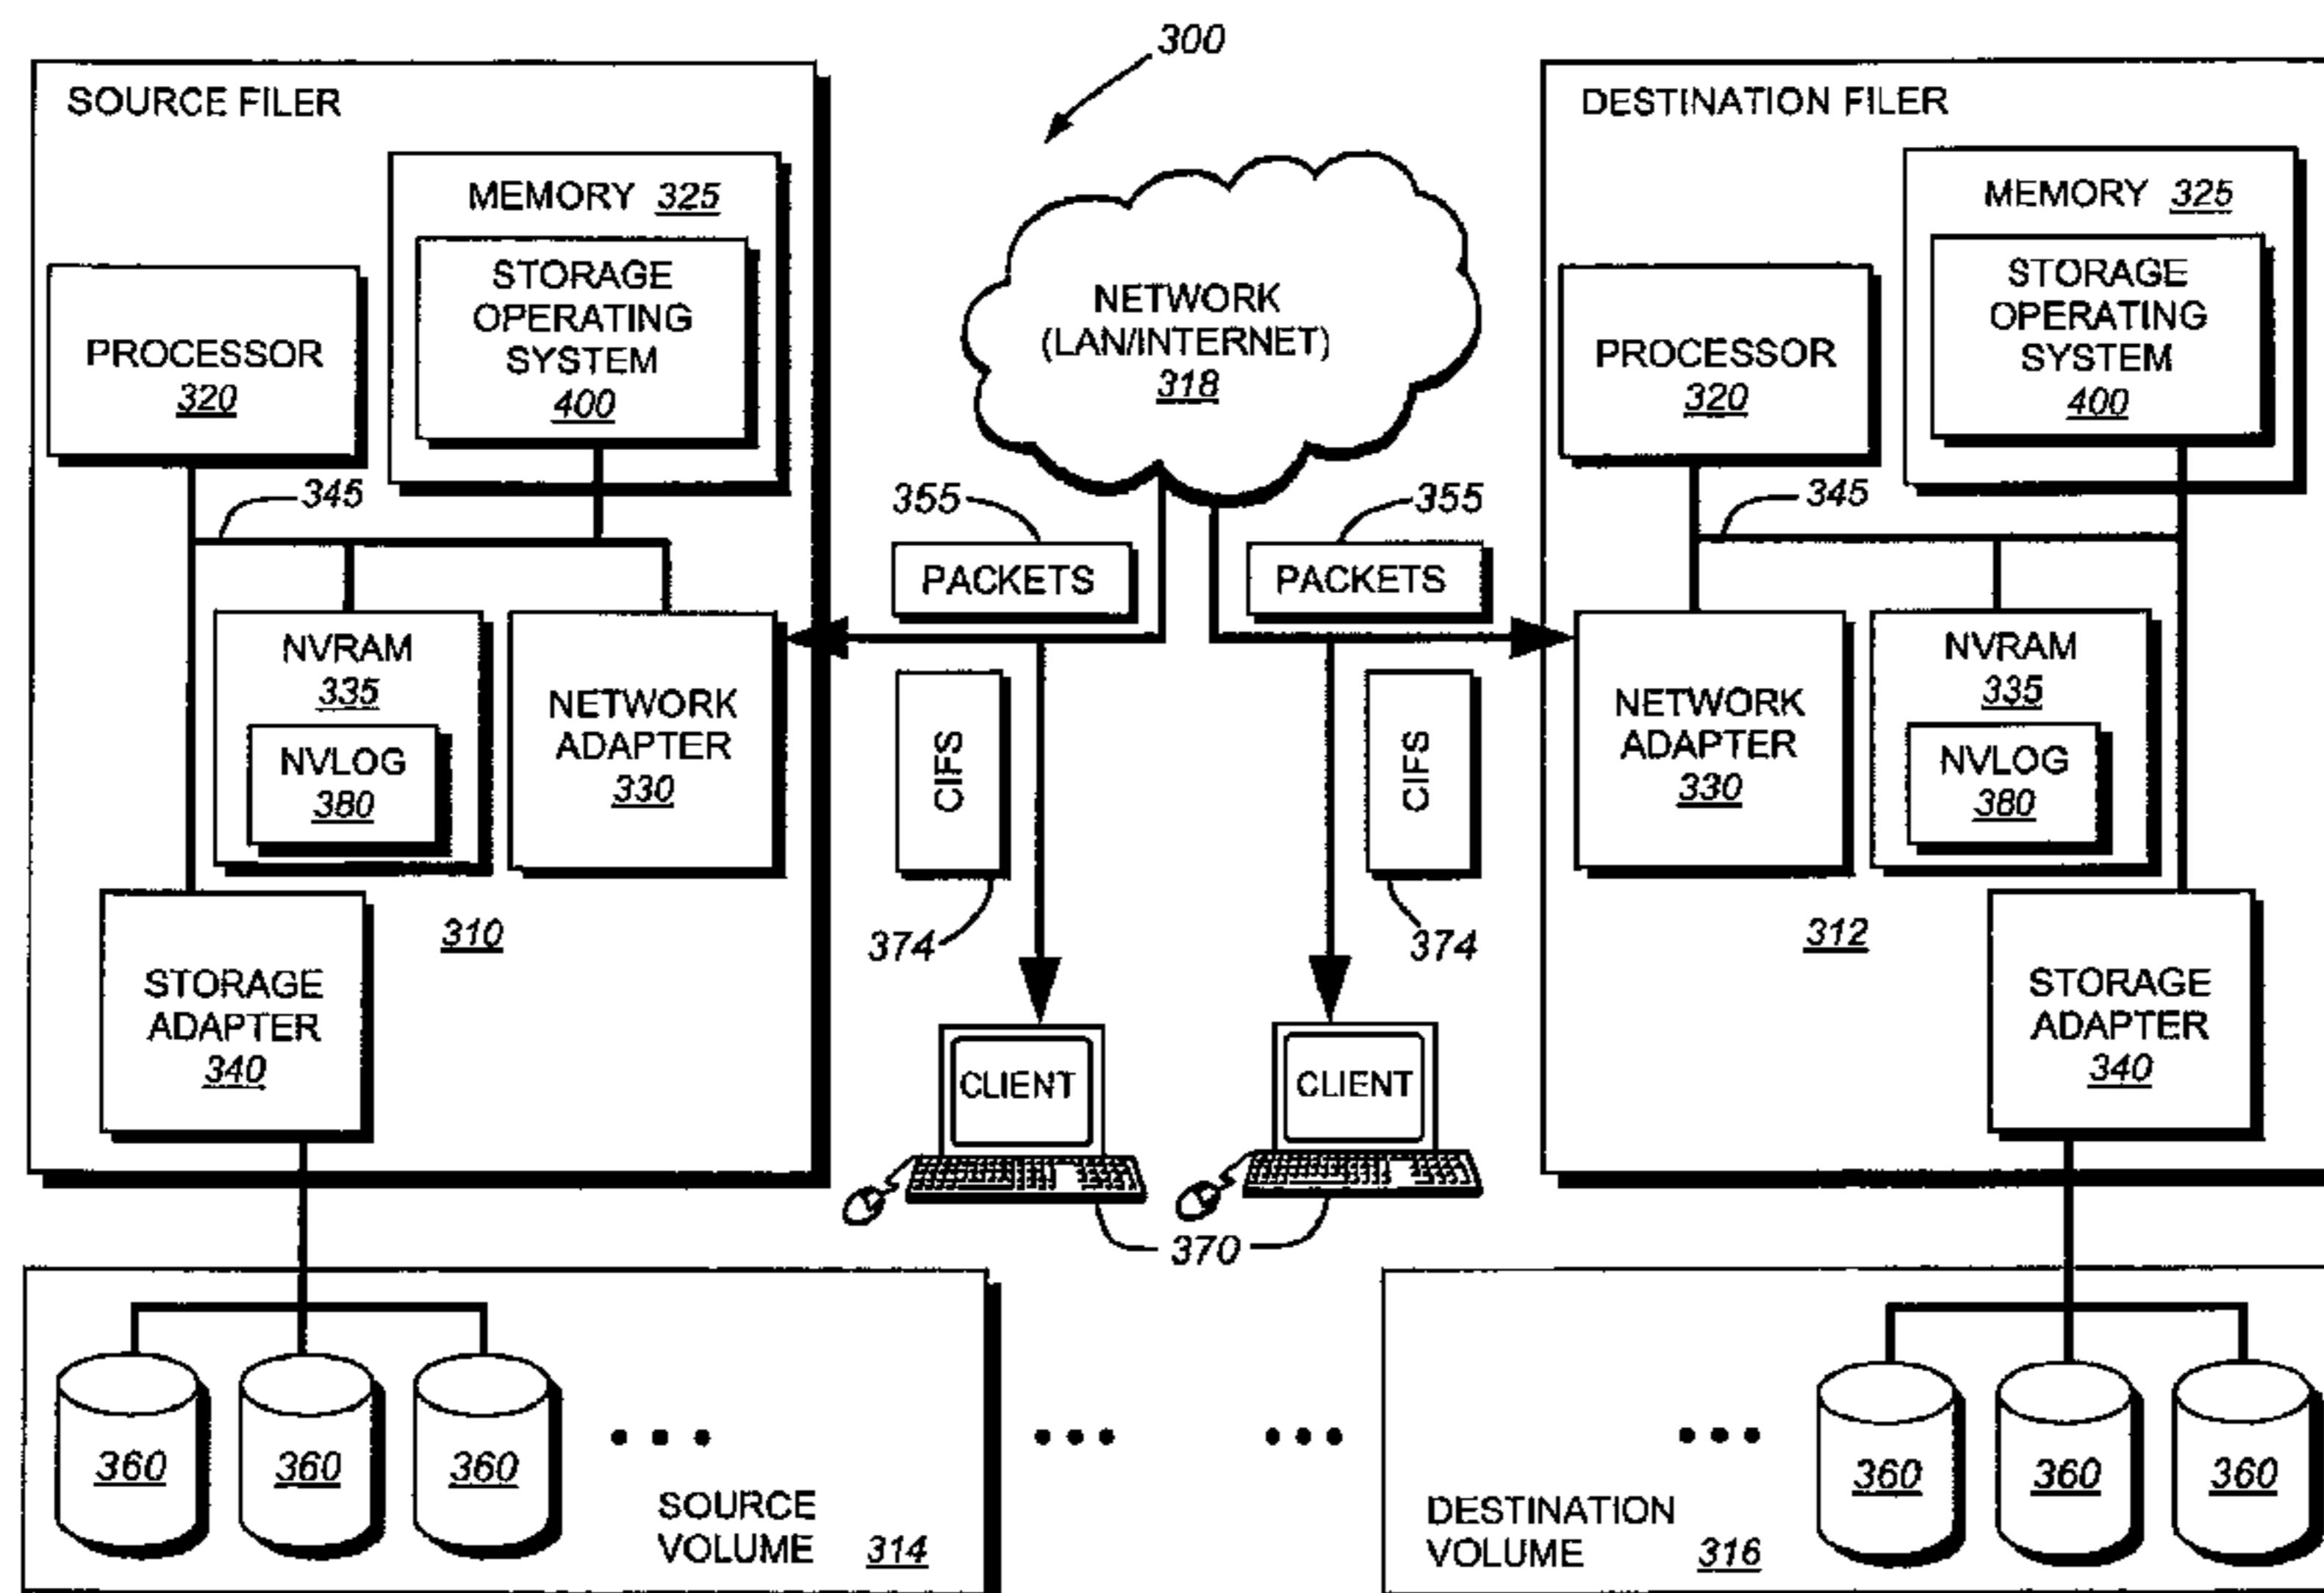 300
SOURCE FILER
MEMORY 325
STORAGE
OPERATING
SYSTEM
400
PROCESSOR
320
345
NVRAM
335
NVLOG
380
NETWORK
ADAPTER
330
310
STORAGE
ADAPTER
340
NETWORK
(LAN/INTERNET)
318
355
PACKETS
355
PACKETS
CIFS
374
CIFS
374
CLIENT
CLIENT
370
DESTINATION FILER
MEMORY 325
STORAGE
OPERATING
SYSTEM
400
PROCESSOR
320
345
NETWORK
ADAPTER
330
NVRAM
335
NVLOG
380
312
STORAGE
ADAPTER
340
360
360
360
SOURCE
VOLUME 314
360
360
360
DESTINATION
VOLUME 316